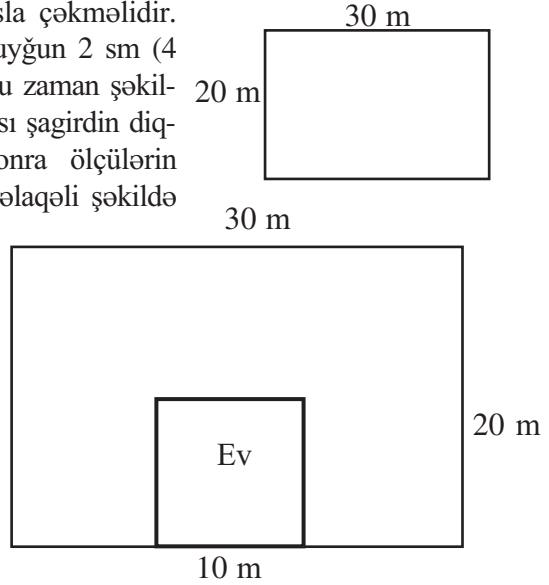 sla çəkməlidir.
uyğun 2 sm (4
u zaman şəkil-
sı şagirdin diq-
onra ölçülərin
əlaqəli şəkildə
30 m
20 m
30 m
Ev
20 m
10 m